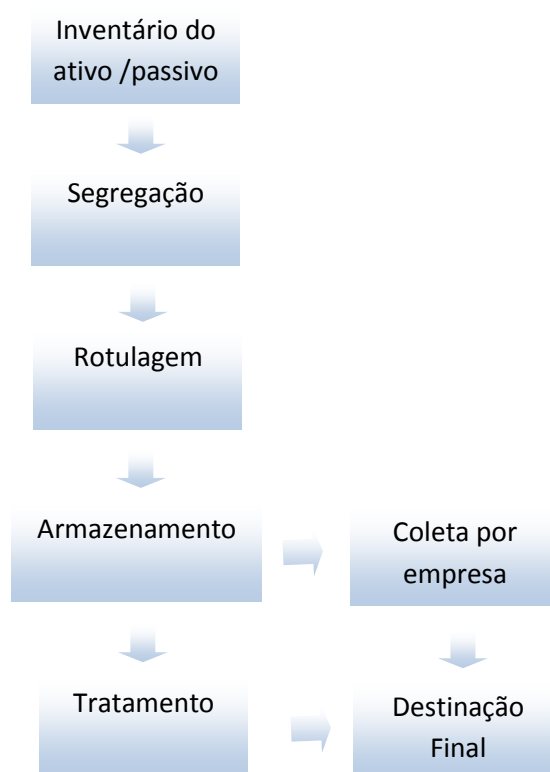 Inventário do
ativo /passivo
Segregação
Rotulagem
Armazenamento
Coleta por
empresa
Tratamento
Destinação
Final